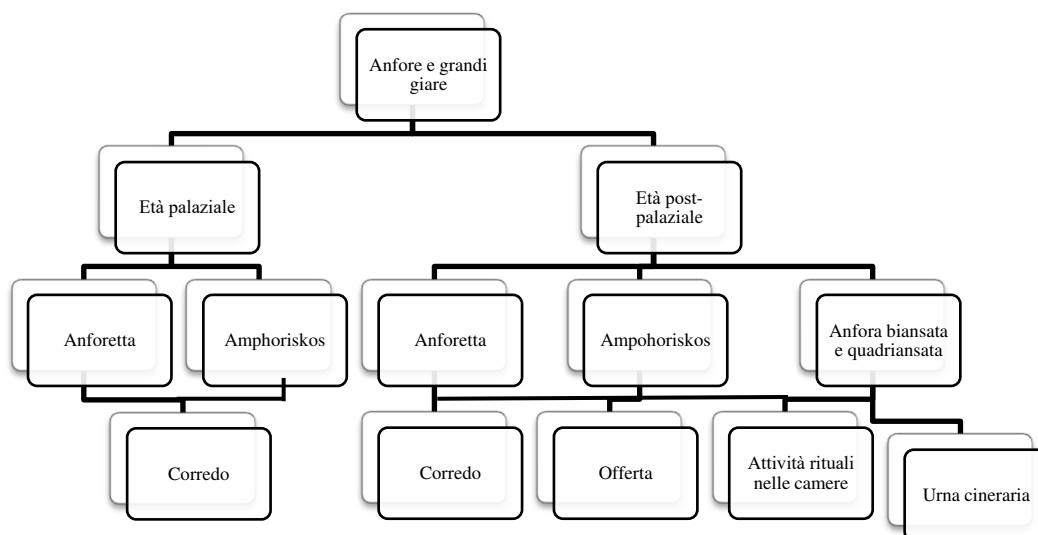 Anfore e grandi
giare
Età palaziale
Età post-
palaziale
Anforetta
Amphoriskos
Anforetta
Ampohoriskos
Anfora biansata
e quadriansata
Corredo
Corredo
Offerta
Attività rituali
nelle camere
Urna cineraria